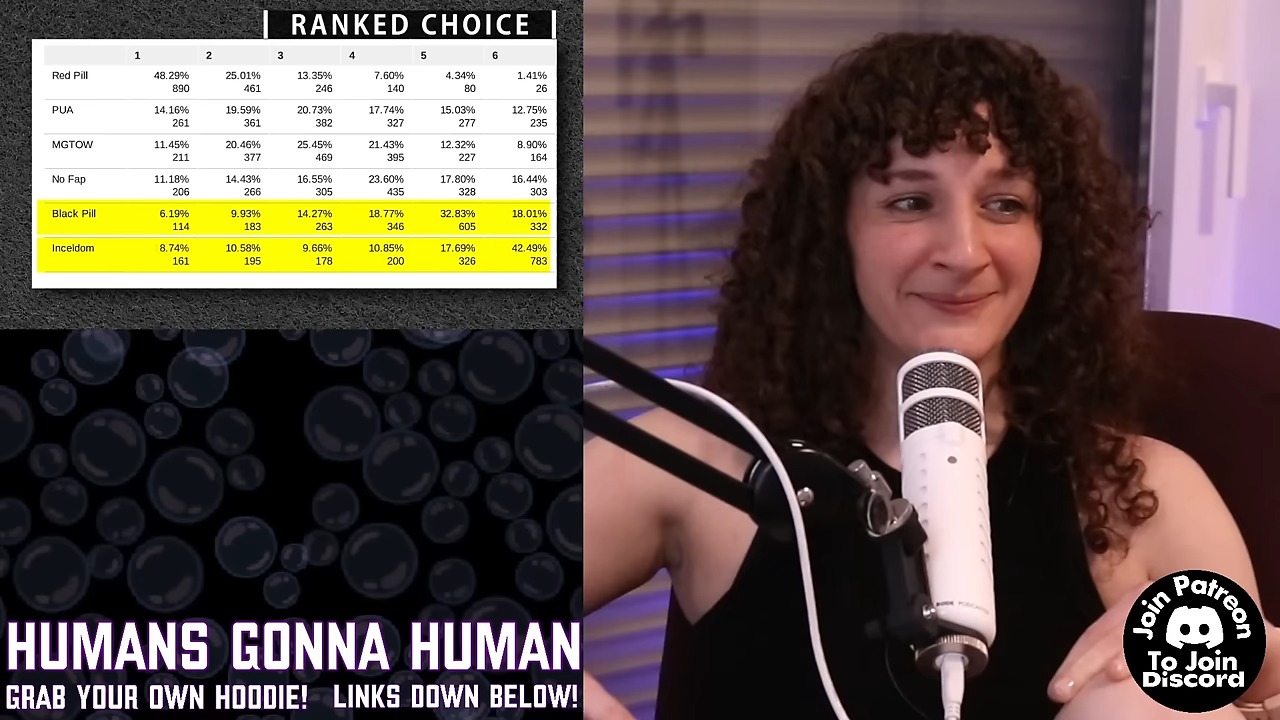 RANKED CHOICE
1 2 3 4 5 6
Red Pill 48.29% 25.01% 13.35% 7.60% 4.34% 1.41%
890 461 246 140 80 26
PUA 14.16% 19.59% 20.73% 17.74% 15.03% 12.75%
261 361 382 327 277 235
MGTOW 11.45% 20.46% 25.45% 21.43% 12.32% 8.90%
211 377 469 395 227 164
No Fap 11.18% 14.43% 16.55% 23.60% 17.80% 16.44%
206 266 305 435 328 303
Black Pill 6.19% 9.93% 14.27% 18.77% 32.83% 18.01%
114 183 263 346 605 332
Inceldom 8.74% 10.58% 9.66% 10.85% 17.69% 42.49%
161 195 178 200 326 783
HUMANS GONNA HUMAN
GRAB YOUR OWN HOODIE! LINKS DOWN BELOW!
Join Patreon
To Join
Discord